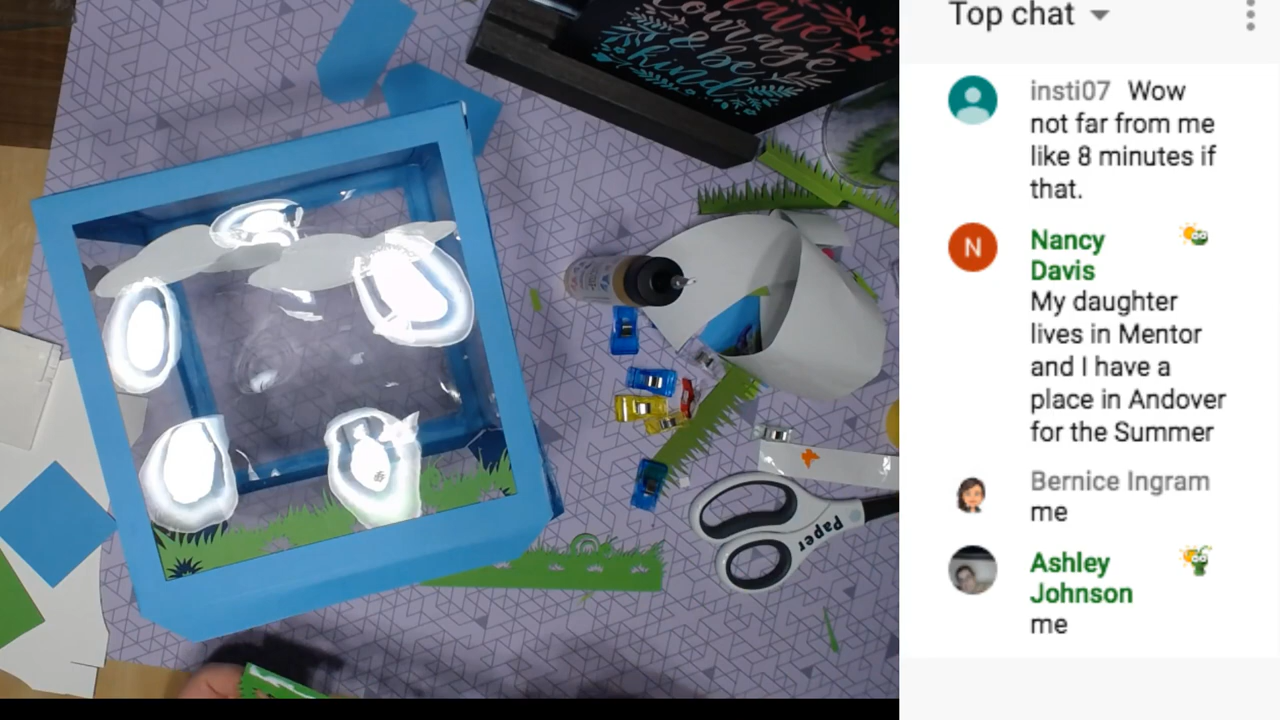 have
courage
& be
kind
Paper
Top chat
insti07 Wow
not far from me
like 8 minutes if
that.
N
Nancy
Davis
My daughter
lives in Mentor
and I have a
place in Andover
for the Summer
Bernice Ingram
me
Ashley
Johnson
me